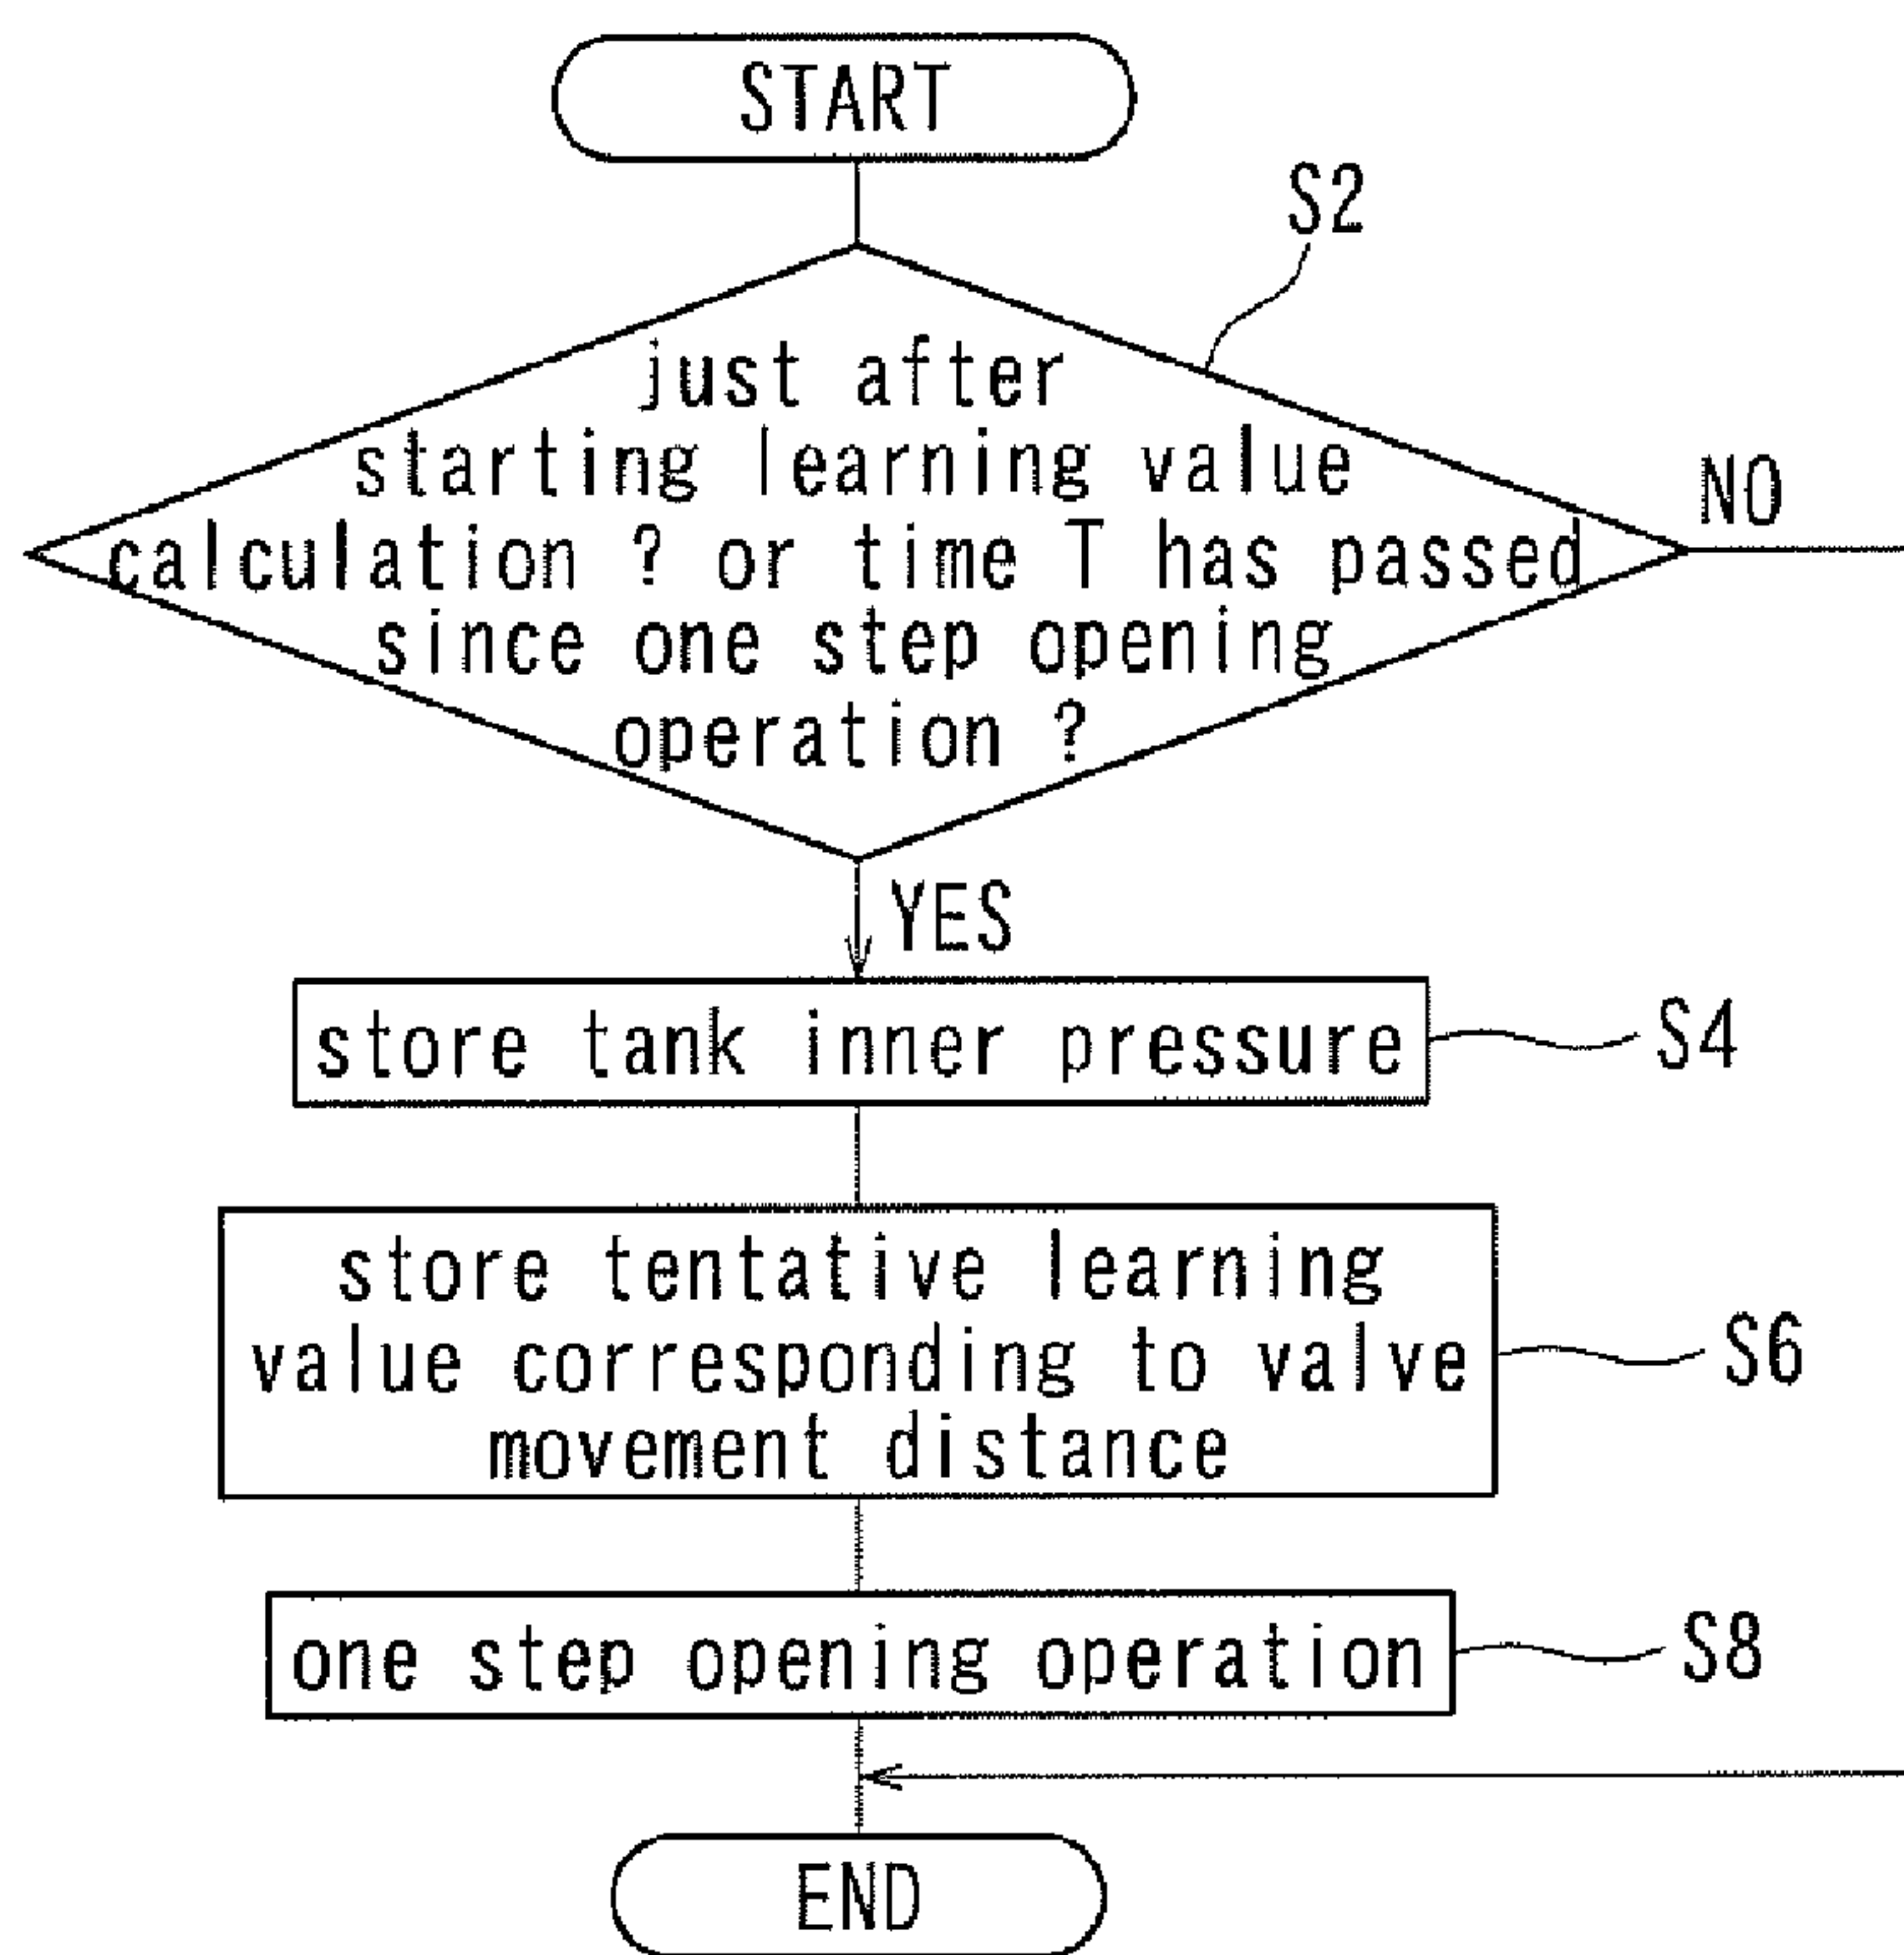 START
S2
just after
starting learning value
calculation ? or time T has passed
since one step opening
operation ?
NO
YES
store tank inner pressure
S4
store tentative learning
value corresponding to valve
movement distance
S6
one step opening operation
S8
END